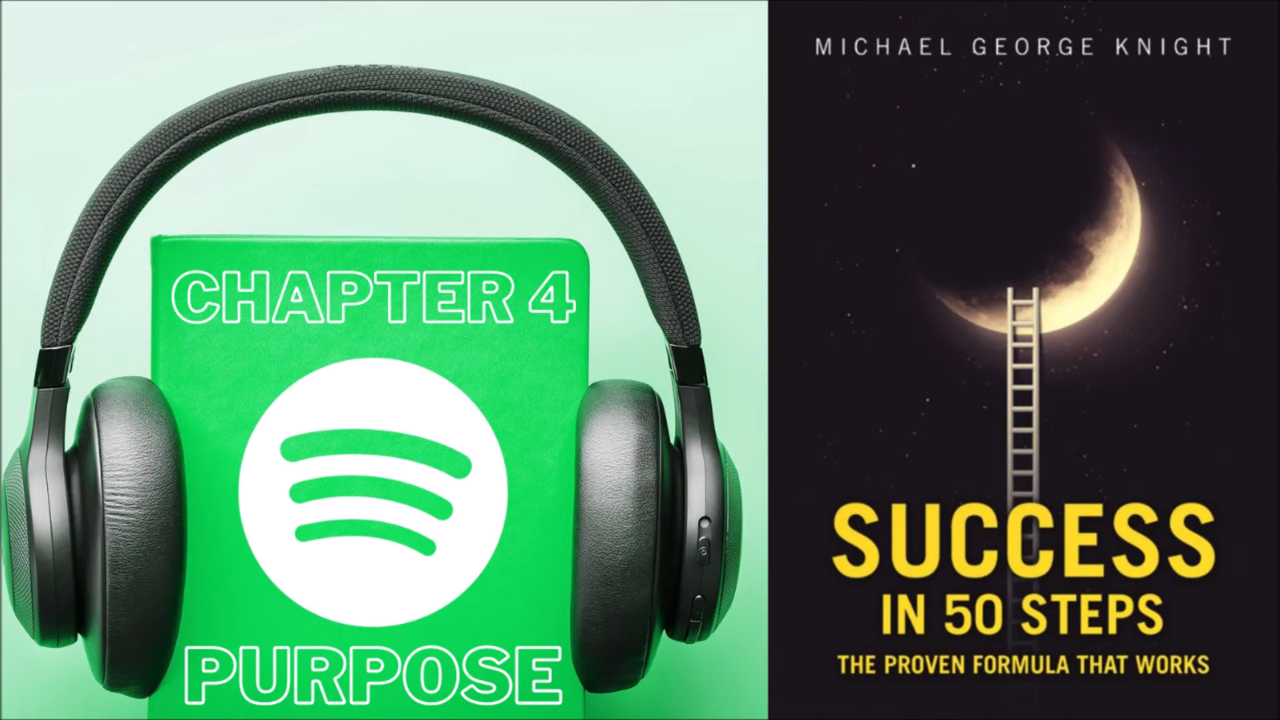 CHAPTER 4
PURPOSE
MICHAEL GEORGE KNIGHT
SUCCESS
IN 50 STEPS
THE PROVEN FORMULA THAT WORKS